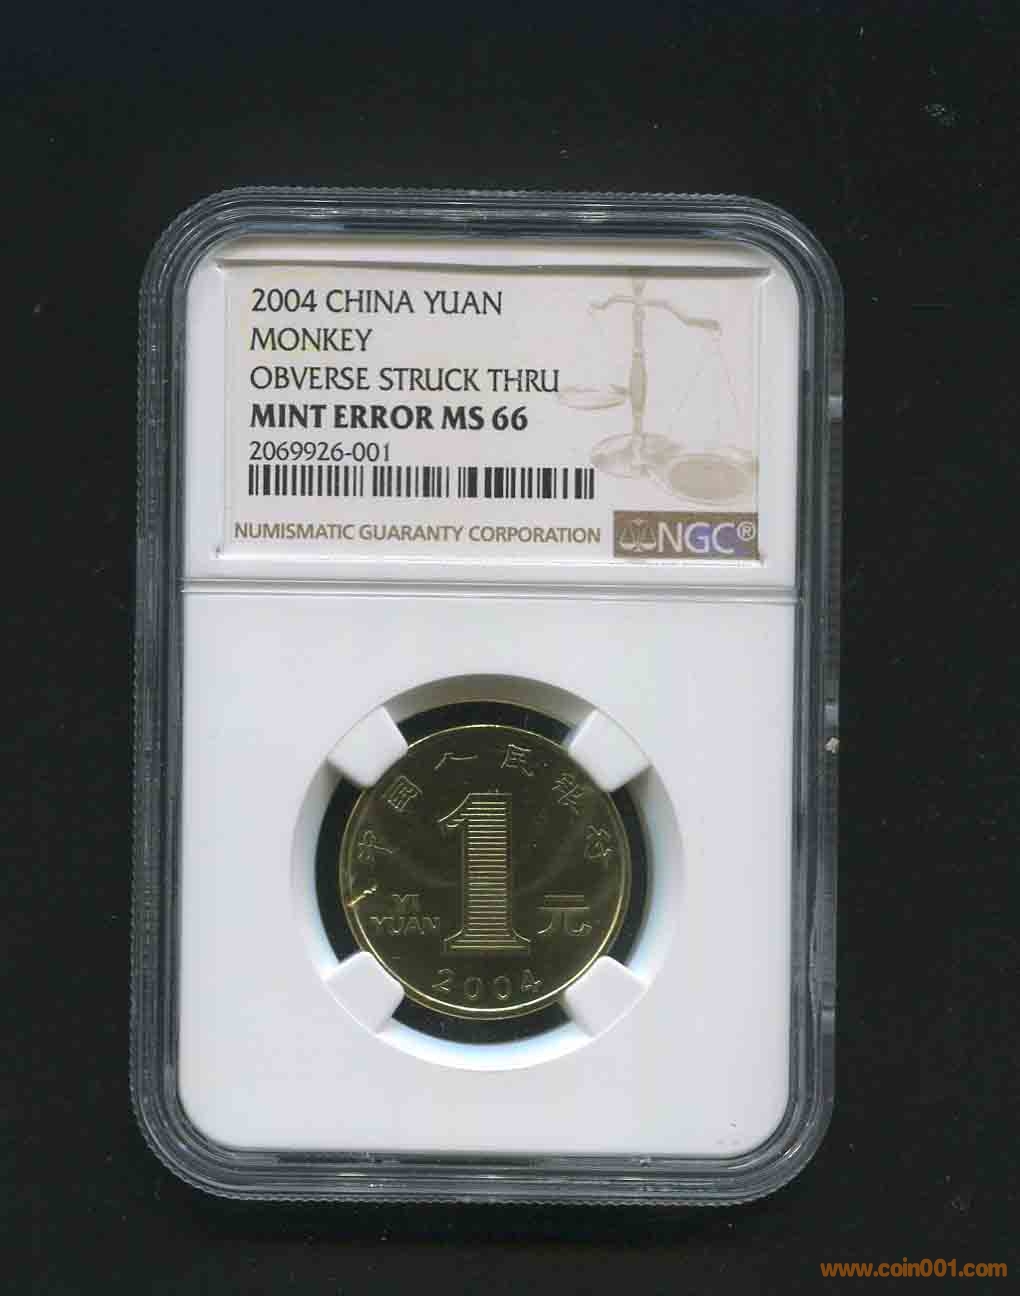 2004 CHINA YUAN
MONKEY
OBVERSE STRUCK THRU
MINT ERROR MS 66
2069926-001
NUMISMATIC GUARANTY CORPORATION
NGC®
中国人民银行
1
YI
YUAN
元
2004
www.coin001.com